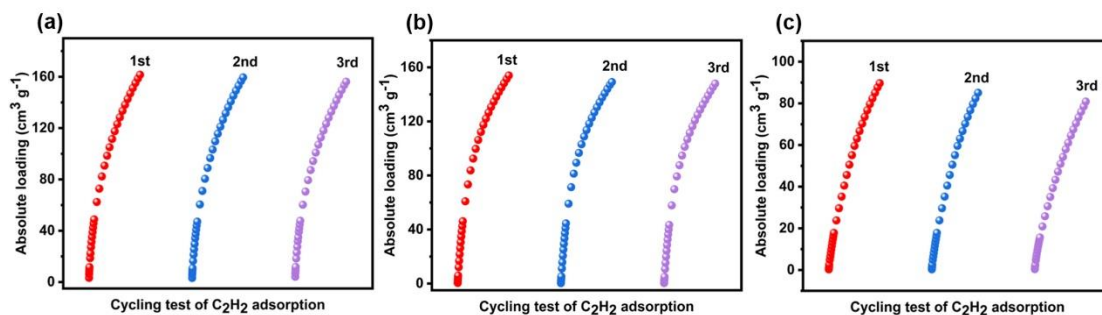 (a)
Absolute loading (cm³ g⁻¹)
160
120
80
40
0
1st
2nd
3rd
Cycling test of C₂H₂ adsorption
(b)
Absolute loading (cm³ g⁻¹)
160
120
80
40
0
1st
2nd
3rd
Cycling test of C₂H₂ adsorption
(c)
Absolute loading (cm³ g⁻¹)
100
80
60
40
20
0
1st
2nd
3rd
Cycling test of C₂H₂ adsorption